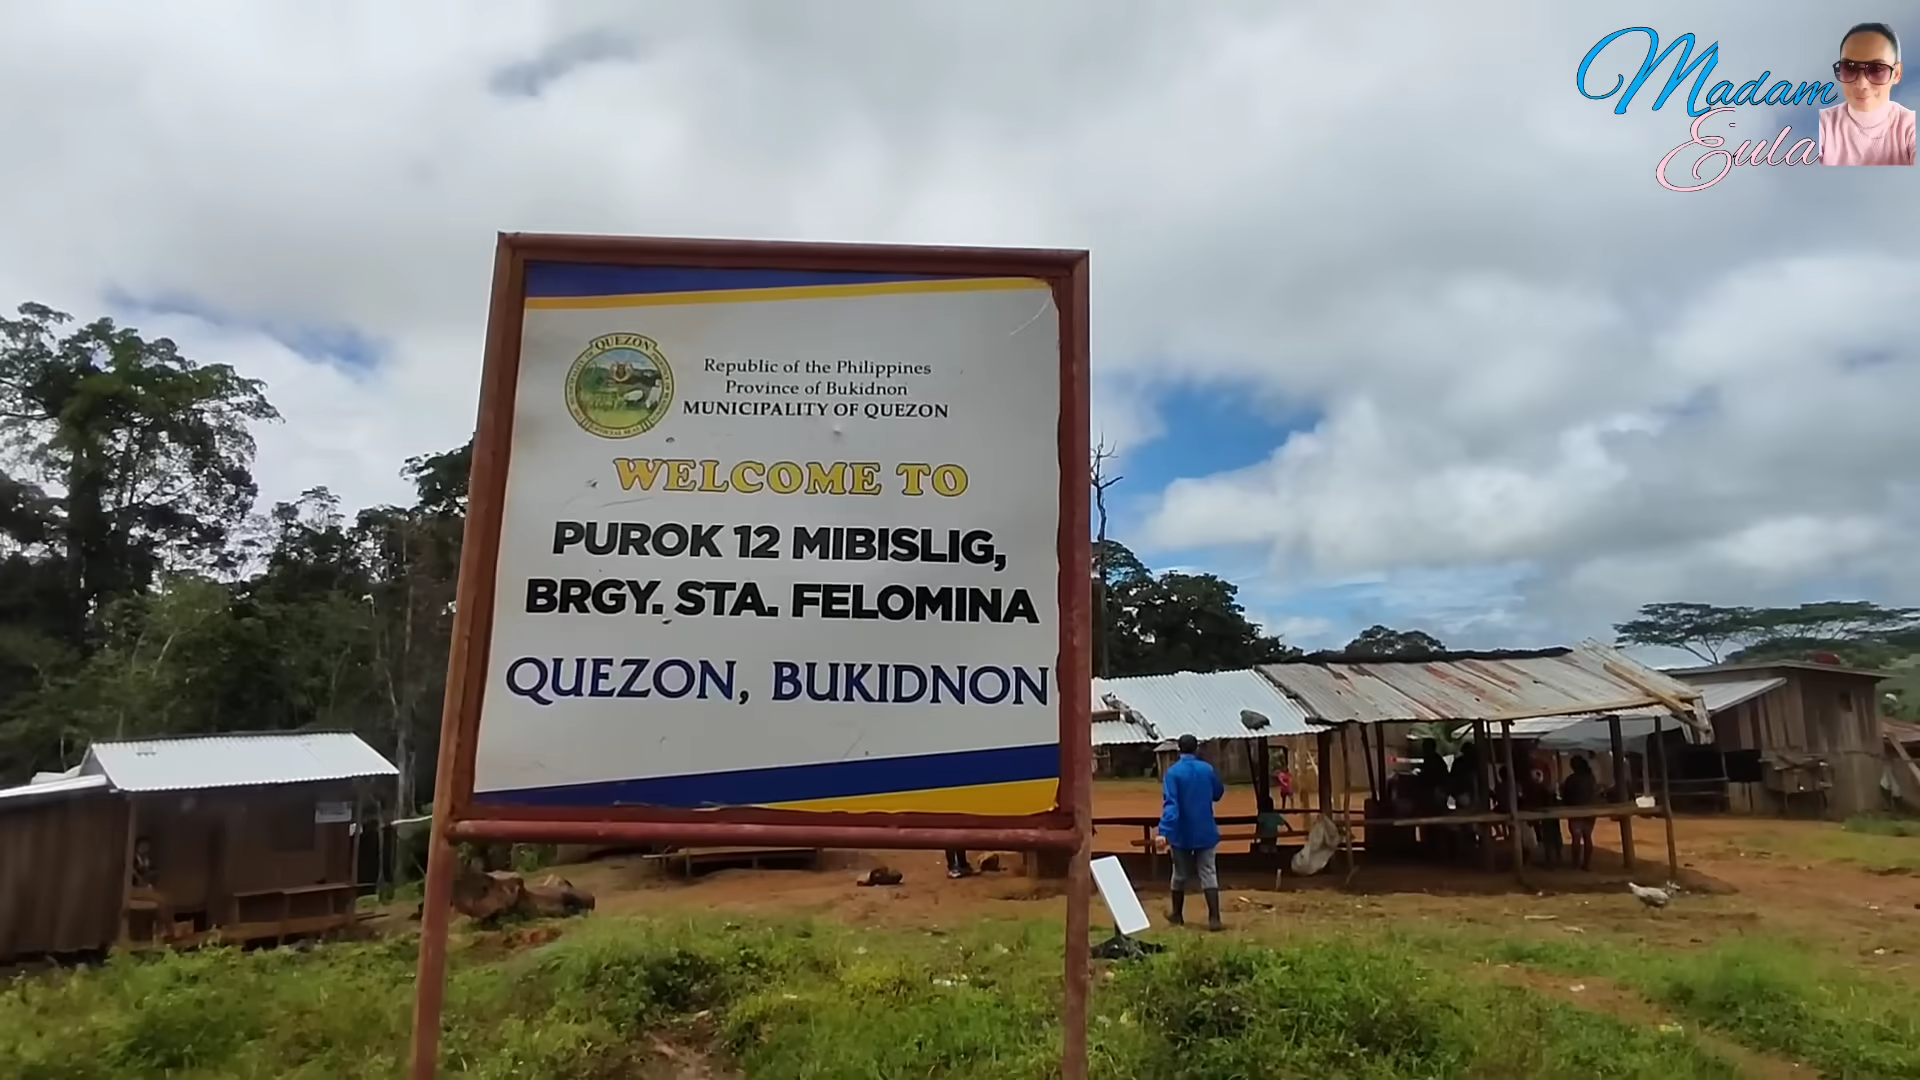 Madam
Eula
QUEZON
Republic of the Philippines
Province of Bukidnon
MUNICIPALITY OF QUEZON
WELCOME TO
PUROK 12 MIBISLIG,
BRGY. STA. FELOMINA
QUEZON, BUKIDNON